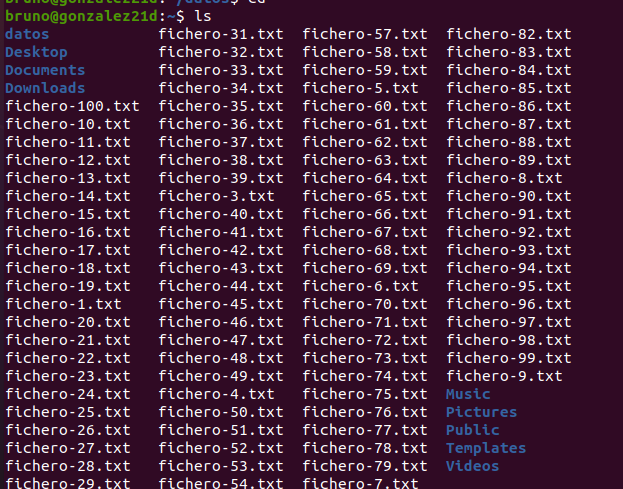 bruno@gonzalez21d:~$ ls
datos fichero-31.txt fichero-57.txt fichero-82.txt
Desktop fichero-32.txt fichero-58.txt fichero-83.txt
Documents fichero-33.txt fichero-59.txt fichero-84.txt
Downloads fichero-34.txt fichero-5.txt fichero-85.txt
fichero-100.txt fichero-35.txt fichero-60.txt fichero-86.txt
fichero-10.txt fichero-36.txt fichero-61.txt fichero-87.txt
fichero-11.txt fichero-37.txt fichero-62.txt fichero-88.txt
fichero-12.txt fichero-38.txt fichero-63.txt fichero-89.txt
fichero-13.txt fichero-39.txt fichero-64.txt fichero-8.txt
fichero-14.txt fichero-3.txt fichero-65.txt fichero-90.txt
fichero-15.txt fichero-40.txt fichero-66.txt fichero-91.txt
fichero-16.txt fichero-41.txt fichero-67.txt fichero-92.txt
fichero-17.txt fichero-42.txt fichero-68.txt fichero-93.txt
fichero-18.txt fichero-43.txt fichero-69.txt fichero-94.txt
fichero-19.txt fichero-44.txt fichero-6.txt fichero-95.txt
fichero-1.txt fichero-45.txt fichero-70.txt fichero-96.txt
fichero-20.txt fichero-46.txt fichero-71.txt fichero-97.txt
fichero-21.txt fichero-47.txt fichero-72.txt fichero-98.txt
fichero-22.txt fichero-48.txt fichero-73.txt fichero-99.txt
fichero-23.txt fichero-49.txt fichero-74.txt fichero-9.txt
fichero-24.txt fichero-4.txt fichero-75.txt Music
fichero-25.txt fichero-50.txt fichero-76.txt Pictures
fichero-26.txt fichero-51.txt fichero-77.txt Public
fichero-27.txt fichero-52.txt fichero-78.txt Templates
fichero-28.txt fichero-53.txt fichero-79.txt Videos
fichero-29.txt fichero-54.txt fichero-7.txt